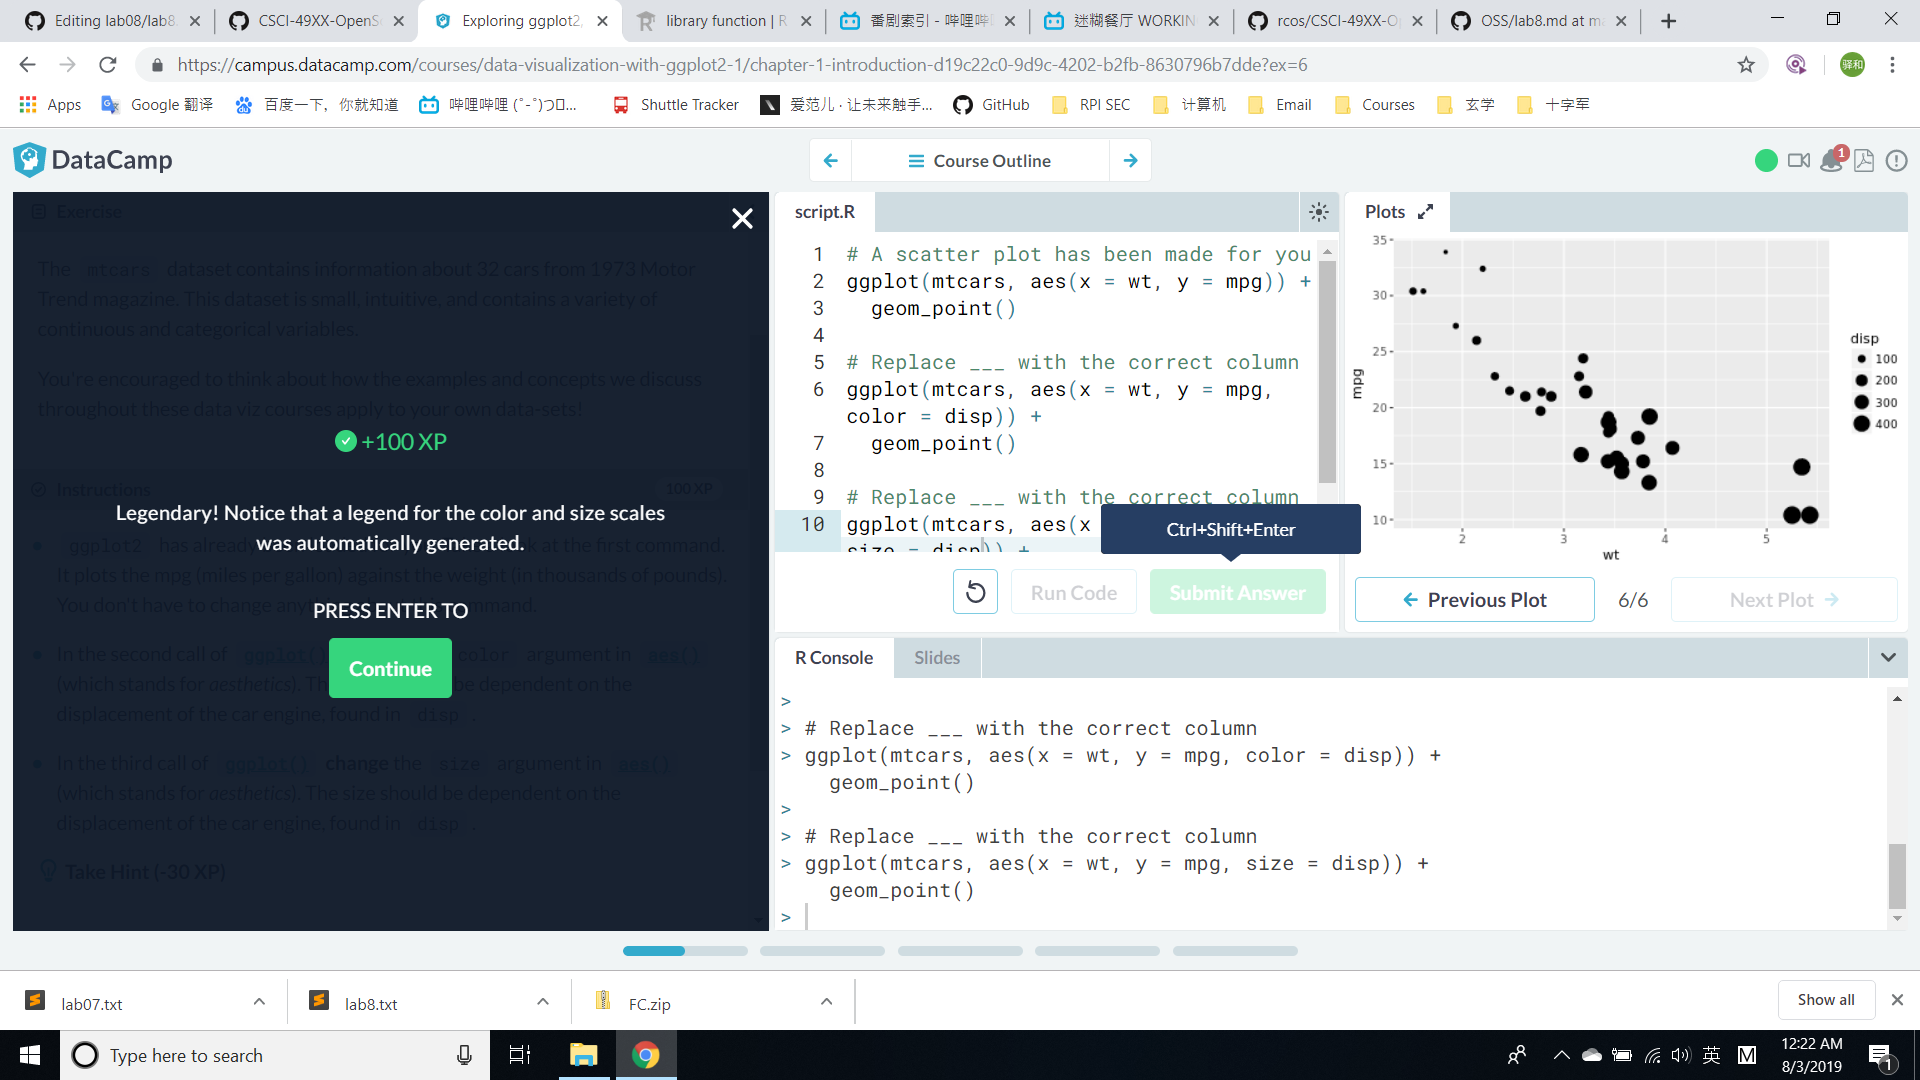 Editing lab08/lab8.
CSCI-49XX-OpenS
Exploring ggplot2,
library function | R
番剧索引 - 哔哩哔
迷糊餐厅 WORKIN
rcos/CSCI-49XX-O
OSS/lab8.md at m
https://campus.datacamp.com/courses/data-visualization-with-ggplot2-1/chapter-1-introduction-d19c22c0-9d9c-4202-b2fb-8630796b7dde?ex=6
驿和
Apps
Google 翻译
百度一下，你就知道
哔哩哔哩 (˚-˚)つロ...
Shuttle Tracker
爱范儿 · 让未来触手...
GitHub
RPI SEC
计算机
Email
Courses
玄学
十字军
DataCamp
Course Outline
1
Exercise
The mtcars dataset contains information about 32 cars from 1973 Motor
Trend magazine. This dataset is small, intuitive, and contains a variety of
continuous and categorical variables.
You're encouraged to think about how the examples and concepts we discuss
throughout these data viz courses apply to your own data-sets!
+100 XP
Instructions
100 XP
Legendary! Notice that a legend for the color and size scales
was automatically generated.
ggplot2 has already at the first command.
It plots the mpg (miles per gallon) against the weight (in thousands of pounds).
You don't have to change mmand.
PRESS ENTER TO
In the second call of ggplot() color argument in aes()
(which stands for aesthetics). be dependent on the
Continue
displacement of the car engine, found in disp .
In the third call of ggplot() change the size argument in aes()
(which stands for aesthetics). The size should be dependent on the
displacement of the car engine, found in disp .
Take Hint (-30 XP)
script.R
1 # A scatter plot has been made for you
2 ggplot(mtcars, aes(x = wt, y = mpg)) +
3 geom_point()
4
5 # Replace ___ with the correct column
6 ggplot(mtcars, aes(x = wt, y = mpg,
color = disp)) +
7 geom_point()
8
9 # Replace ___ with the correct column
10 ggplot(mtcars, aes(x
size = disp)) +
Ctrl+Shift+Enter
Run Code
Submit Answer
Plots
35
30
25
20
15
10
mpg
2 3 4 5
wt
disp
100
200
300
400
Previous Plot
6/6
Next Plot
R Console
Slides
>
> # Replace ___ with the correct column
> ggplot(mtcars, aes(x = wt, y = mpg, color = disp)) +
geom_point()
>
> # Replace ___ with the correct column
> ggplot(mtcars, aes(x = wt, y = mpg, size = disp)) +
geom_point()
>
lab07.txt
lab8.txt
FC.zip
Show all
Type here to search
英
M
12:22 AM
8/3/2019
1